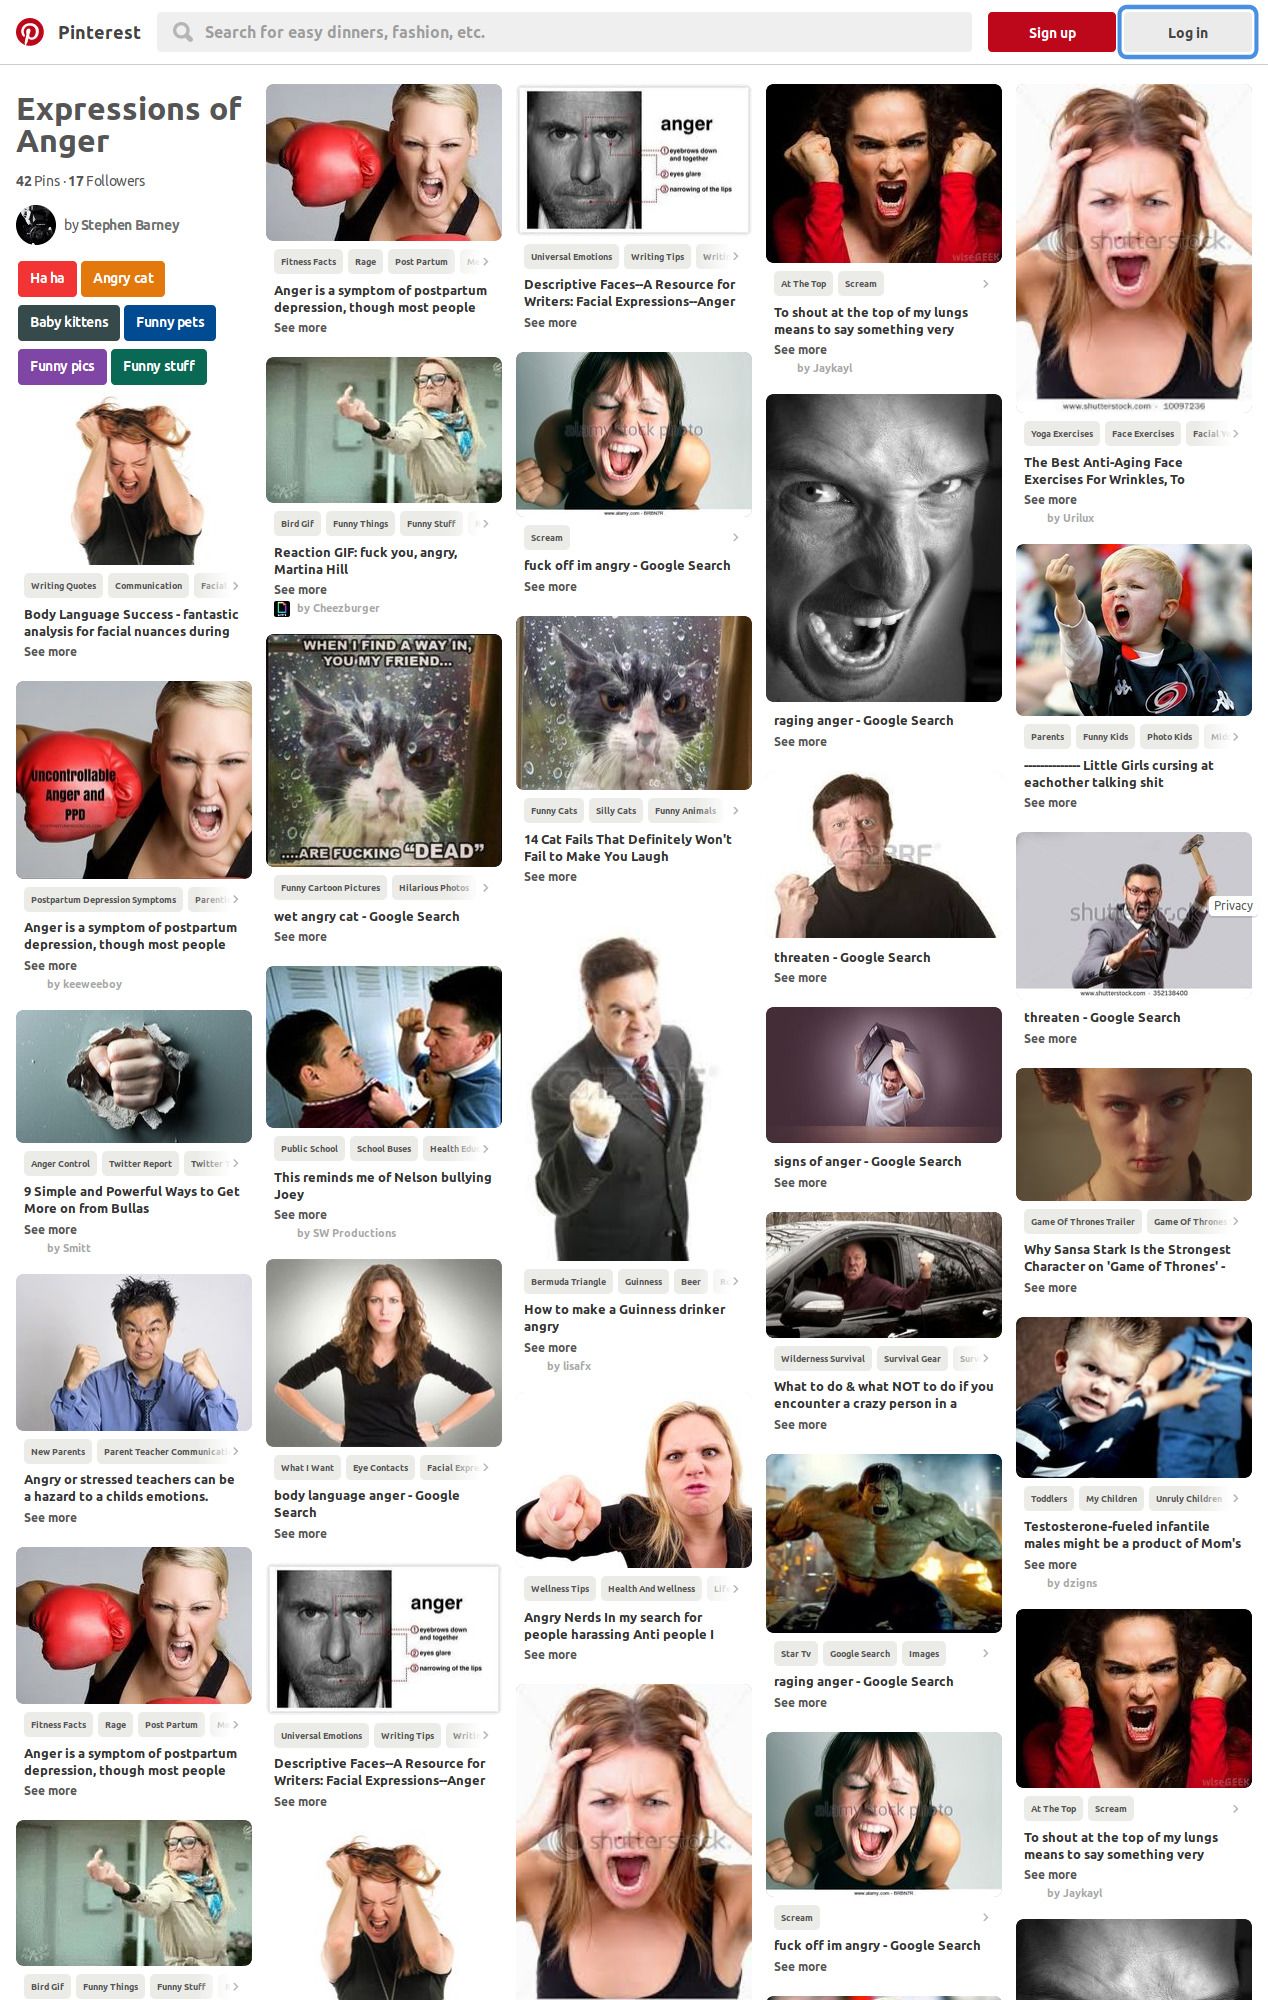 Pinterest
Search for easy dinners, fashion, etc.
Sign up
Log in
Expressions of
Anger
42 Pins · 17 Followers
by Stephen Barney
Ha ha
Angry cat
Baby kittens
Funny pets
Funny pics
Funny stuff
Writing Quotes
Communication
Facial
Body Language Success - fantastic
analysis for facial nuances during
See more
Uncontrollable
Anger and
PPD
Postpartum Depression Symptoms
Anger is a symptom of postpartum
depression, though most people
See more
by keeweeboy
Anger Control
Twitter Report
Twitter
9 Simple and Powerful Ways to Get
More on from Bullas
See more
by Smitt
New Parents
Parent Teacher
Angry or stressed teachers can be
a hazard to a childs emotions.
See more
Fitness Facts
Rage
Post Partum
Anger is a symptom of postpartum
depression, though most people
See more
Bird Gif
Funny Things
Funny Stuff
Fitness Facts
Rage
Post Partum
Anger is a symptom of postpartum
depression, though most people
See more
Bird Gif
Funny Things
Funny Stuff
Reaction GIF: fuck you, angry,
Martina Hill
See more
by Cheezburger
WHEN I FIND A WAY IN,
YOU MY FRIEND...
....ARE FUCKING "DEAD"
Funny Cartoon Pictures
Hilarious Photos
wet angry cat - Google Search
See more
Public School
School Buses
Health
This reminds me of Nelson bullying
Joey
See more
by SW Productions
What I Want
Eye Contacts
Facial
body language anger - Google
Search
See more
anger
1 eyebrows down
and together
2 eyes glare
3 narrowing of the lips
Universal Emotions
Writing Tips
Descriptive Faces--A Resource for
Writers: Facial Expressions--Anger
See more
anger
1 eyebrows down
and together
2 eyes glare
3 narrowing of the lips
Universal Emotions
Writing Tips
Descriptive Faces--A Resource for
Writers: Facial Expressions--Anger
See more
alamy stock photo
www.alamy.com - BRBN7R
Scream
fuck off im angry - Google Search
See more
Funny Cats
Silly Cats
Funny Animals
14 Cat Fails That Definitely Won't
Fail to Make You Laugh
See more
Bermuda Triangle
Guinness
Beer
How to make a Guinness drinker
angry
See more
by lisafx
Wellness Tips
Health And Wellness
Angry Nerds In my search for
people harassing Anti people I
See more
shutterstock
wiseGEEK
At The Top
Scream
To shout at the top of my lungs
means to say something very
See more
by Jaykayl
raging anger - Google Search
See more
123RF
threaten - Google Search
See more
signs of anger - Google Search
See more
Wilderness Survival
Survival Gear
What to do & what NOT to do if you
encounter a crazy person in a
See more
Star Tv
Google Search
Images
raging anger - Google Search
See more
alamy stock photo
www.alamy.com - BRBN7R
Scream
fuck off im angry - Google Search
See more
shutterstock
www.shutterstock.com · 10097236
Yoga Exercises
Face Exercises
Facial
The Best Anti-Aging Face
Exercises For Wrinkles, To
See more
by Urilux
Parents
Funny Kids
Photo Kids
-------------- Little Girls cursing at
eachother talking shit
See more
shutterstock
Privacy
www.shutterstock.com · 352138400
threaten - Google Search
See more
Game Of Thrones Trailer
Game Of Thrones
Why Sansa Stark Is the Strongest
Character on 'Game of Thrones' -
See more
Toddlers
My Children
Unruly Children
Testosterone-fueled infantile
males might be a product of Mom's
See more
by dzigns
wiseGEEK
At The Top
Scream
To shout at the top of my lungs
means to say something very
See more
by Jaykayl